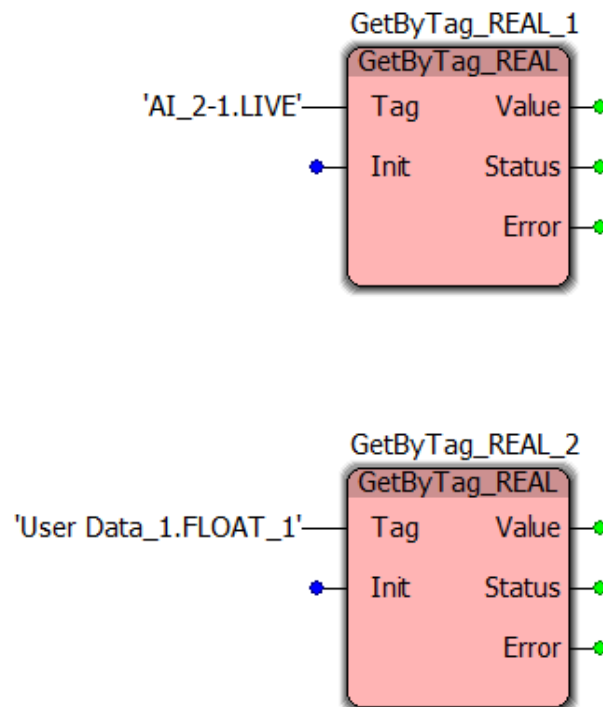 GetByTag_REAL_1
GetByTag_REAL
'AI_2-1.LIVE' Tag Value
Init Status
Error
GetByTag_REAL_2
GetByTag_REAL
'User Data_1.FLOAT_1' Tag Value
Init Status
Error